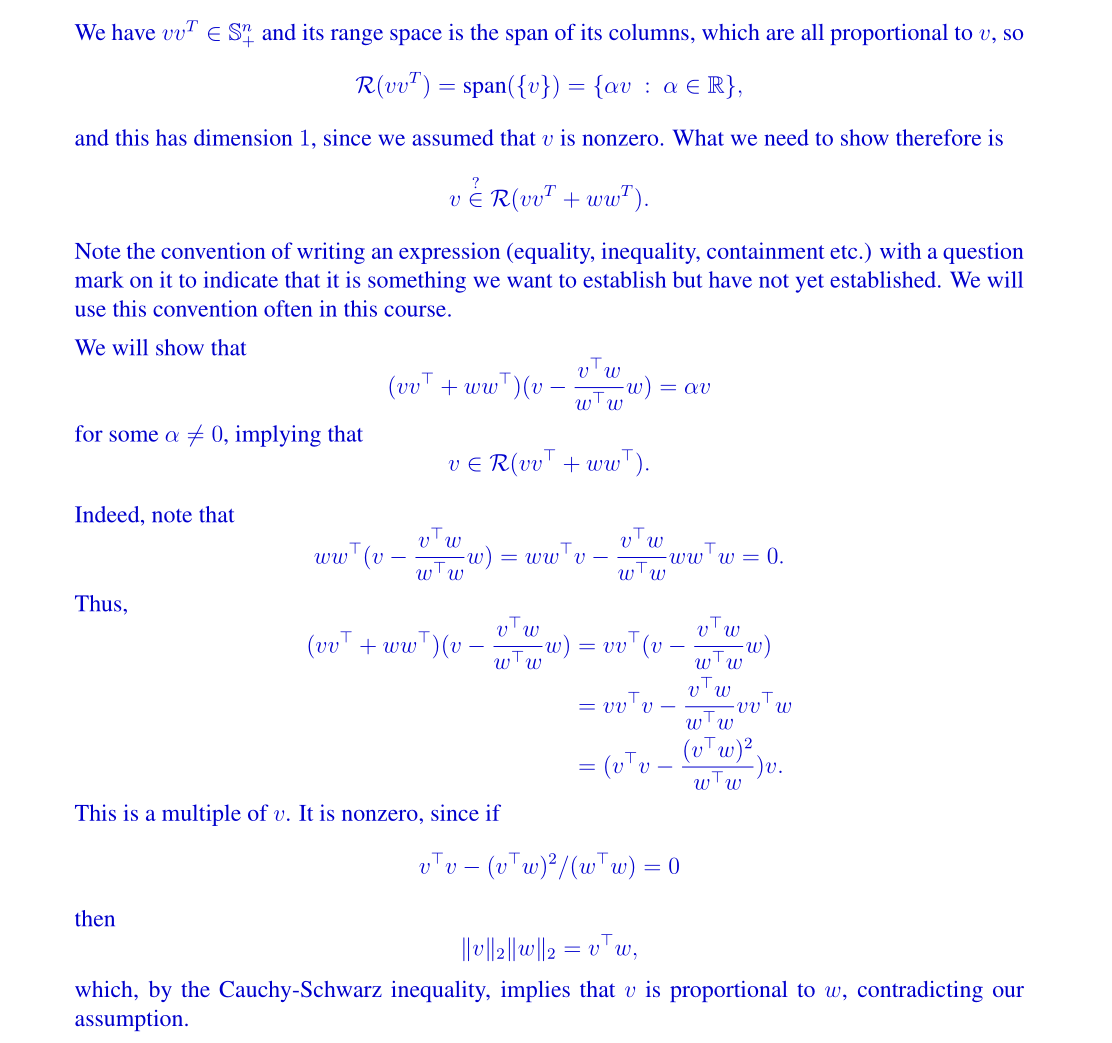 We have $vv^T \in \mathbb{S}^n_+$ and its range space is the span of its columns, which are all proportional to $v$, so
$\mathcal{R}(vv^T) = \text{span}(\{v\}) = \{\alpha v \ : \ \alpha \in \mathbb{R}\},$
and this has dimension 1, since we assumed that $v$ is nonzero. What we need to show therefore is
$v \overset{?}{\in} \mathcal{R}(vv^T + ww^T).$
Note the convention of writing an expression (equality, inequality, containment etc.) with a question
mark on it to indicate that it is something we want to establish but have not yet established. We will
use this convention often in this course.
We will show that
$(vv^\top + ww^\top)(v - \frac{v^\top w}{w^\top w}w) = \alpha v$
for some $\alpha \neq 0$, implying that
$v \in \mathcal{R}(vv^\top + ww^\top).$
Indeed, note that
$ww^\top(v - \frac{v^\top w}{w^\top w}w) = ww^\top v - \frac{v^\top w}{w^\top w}ww^\top w = 0.$
Thus,
$(vv^\top + ww^\top)(v - \frac{v^\top w}{w^\top w}w) = vv^\top(v - \frac{v^\top w}{w^\top w}w)$
$= vv^\top v - \frac{v^\top w}{w^\top w}vv^\top w$
$= (v^\top v - \frac{(v^\top w)^2}{w^\top w})v.$
This is a multiple of $v$. It is nonzero, since if
$v^\top v - (v^\top w)^2/(w^\top w) = 0$
then
$\|v\|_2\|w\|_2 = v^\top w,$
which, by the Cauchy-Schwarz inequality, implies that $v$ is proportional to $w$, contradicting our
assumption.